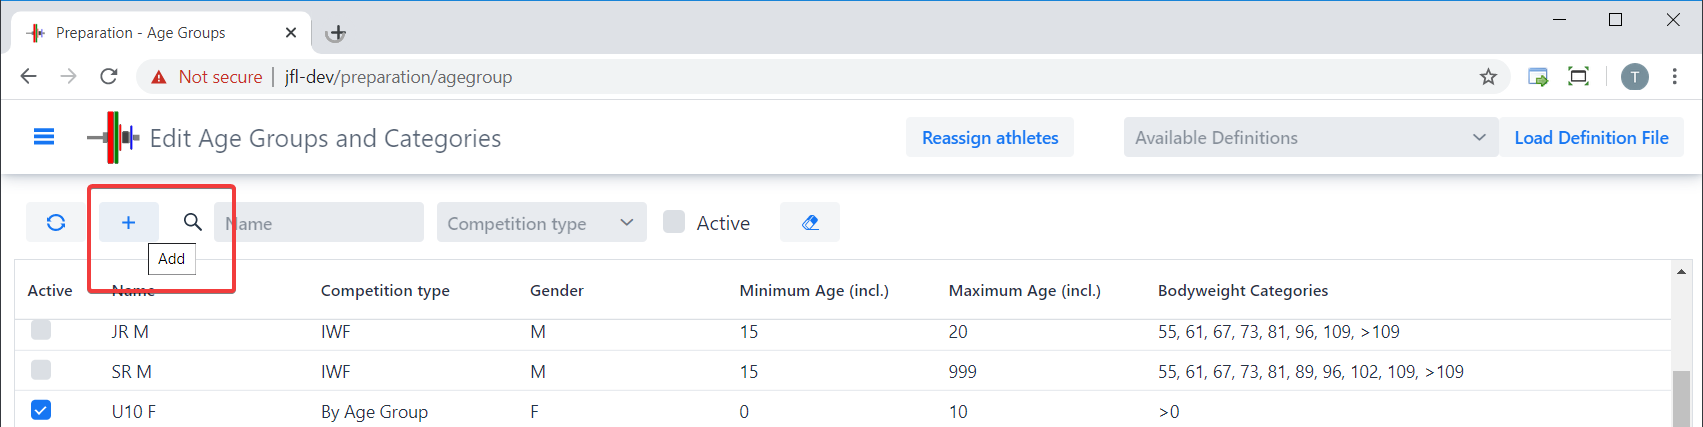 Preparation - Age Groups
Not secure | jfl-dev/preparation/agegroup
T
Edit Age Groups and Categories
Reassign athletes
Available Definitions
Load Definition File
Name
Competition type
Active
Add
Active Name Competition type Gender Minimum Age (incl.) Maximum Age (incl.) Bodyweight Categories
JR M IWF M 15 20 55, 61, 67, 73, 81, 96, 109, >109
SR M IWF M 15 999 55, 61, 67, 73, 81, 89, 96, 102, 109, >109
U10 F By Age Group F 0 10 >0